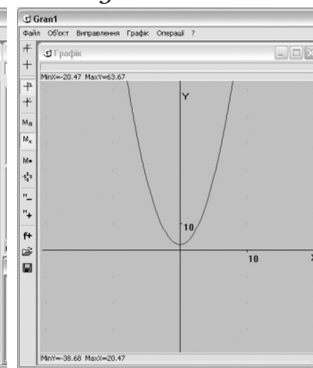 Gran1
Файл Об'єкт Виправлення Графік Операції ?
Графік
MinX=-20.47 MaxY=63.67
Y
10
10
X
MinY=-38.68 MaxX=20.47